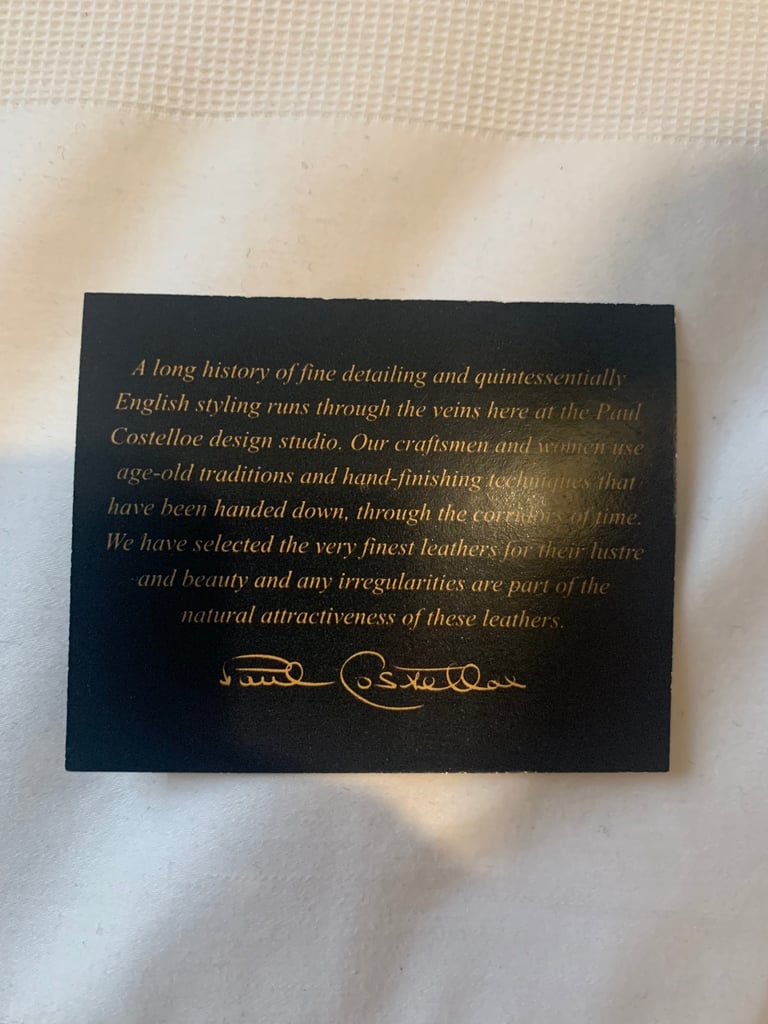 A long history of fine detailing and quintessentially
English styling runs through the veins here at the Paul
Costelloe design studio. Our craftsmen and women use
age-old traditions and hand-finishing techniques that
have been handed down, through the corridors of time.
We have selected the very finest leathers for their lustre
and beauty and any irregularities are part of the
natural attractiveness of these leathers.
Paul Costelloe